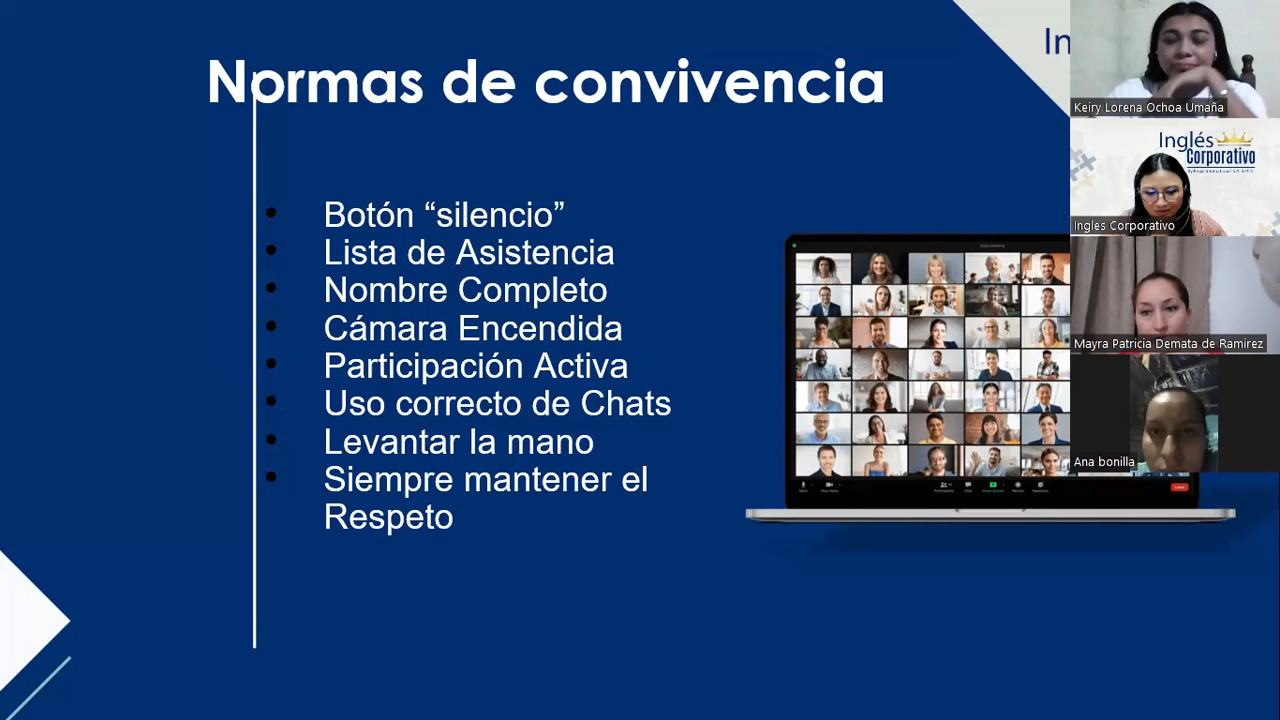 Normas de convivencia
In
Botón “silencio”
Lista de Asistencia
Nombre Completo
Cámara Encendida
Participación Activa
Uso correcto de Chats
Levantar la mano
Siempre mantener el
Respeto
Keiry Lorena Ochoa Umaña
Inglés
Corporativo
Ingles Corporativo
Mayra Patricia Demata de Ramirez
Ana bonilla